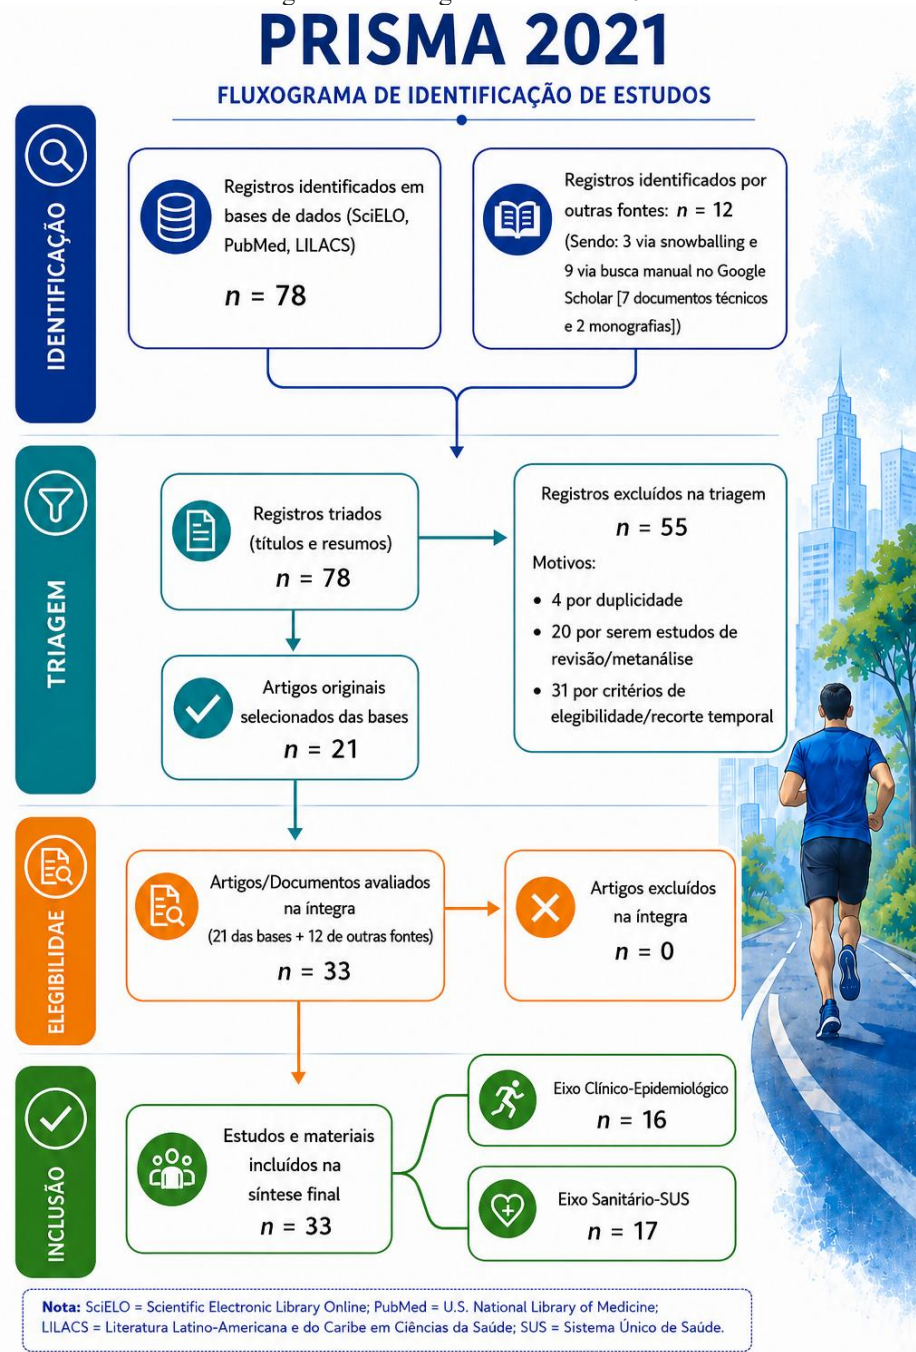 PRISMA 2021
FLUXOGRAMA DE IDENTIFICAÇÃO DE ESTUDOS
IDENTIFICAÇÃO
Registros identificados em
bases de dados (SciELO,
PubMed, LILACS)
n = 78
Registros identificados por
outras fontes: n = 12
(Sendo: 3 via snowballing e
9 via busca manual no Google
Scholar [7 documentos técnicos
e 2 monografias])
TRIAGEM
Registros triados
(títulos e resumos)
n = 78
Registros excluídos na triagem
n = 55
Motivos:
• 4 por duplicidade
• 20 por serem estudos de
revisão/metanálise
• 31 por critérios de
elegibilidade/recorte temporal
Artigos originais
selecionados das bases
n = 21
ELEGIBILIDAE
Artigos/Documentos avaliados
na íntegra
(21 das bases + 12 de outras fontes)
n = 33
Artigos excluídos
na íntegra
n = 0
INCLUSÃO
Estudos e materiais
incluídos na
síntese final
n = 33
Eixo Clínico-Epidemiológico
n = 16
Eixo Sanitário-SUS
n = 17
Nota: SciELO = Scientific Electronic Library Online; PubMed = U.S. National Library of Medicine;
LILACS = Literatura Latino-Americana e do Caribe em Ciências da Saúde; SUS = Sistema Único de Saúde.